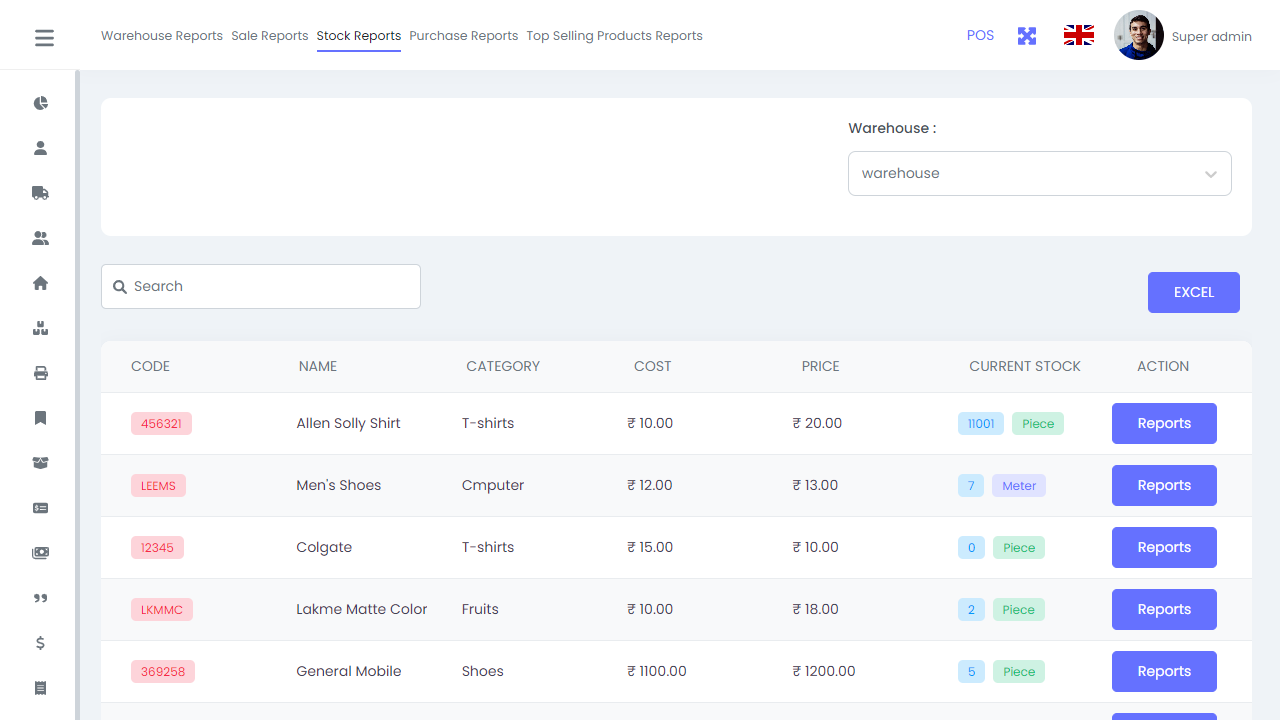 Warehouse Reports Sale Reports Stock Reports Purchase Reports Top Selling Products Reports POS Super admin
Warehouse :
warehouse
Search
EXCEL
CODE NAME CATEGORY COST PRICE CURRENT STOCK ACTION
456321 Allen Solly Shirt T-shirts ₹ 10.00 ₹ 20.00 11001 Piece Reports
LEEMS Men's Shoes Cmputer ₹ 12.00 ₹ 13.00 7 Meter Reports
12345 Colgate T-shirts ₹ 15.00 ₹ 10.00 0 Piece Reports
LKMMC Lakme Matte Color Fruits ₹ 10.00 ₹ 18.00 2 Piece Reports
369258 General Mobile Shoes ₹ 1100.00 ₹ 1200.00 5 Piece Reports